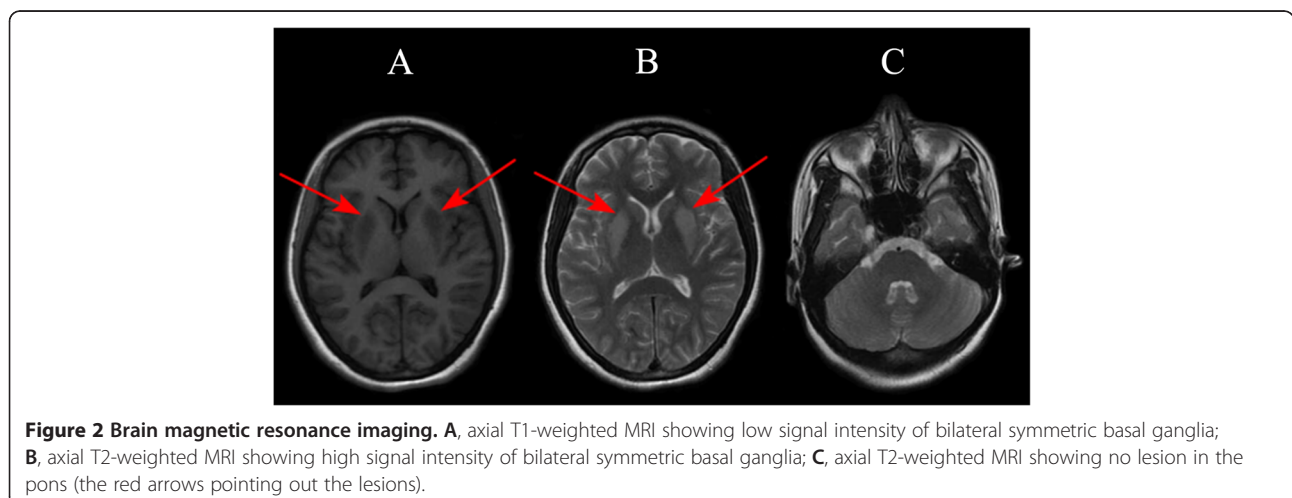 A B C
Figure 2 Brain magnetic resonance imaging. A, axial T1-weighted MRI showing low signal intensity of bilateral symmetric basal ganglia;
B, axial T2-weighted MRI showing high signal intensity of bilateral symmetric basal ganglia; C, axial T2-weighted MRI showing no lesion in the
pons (the red arrows pointing out the lesions).